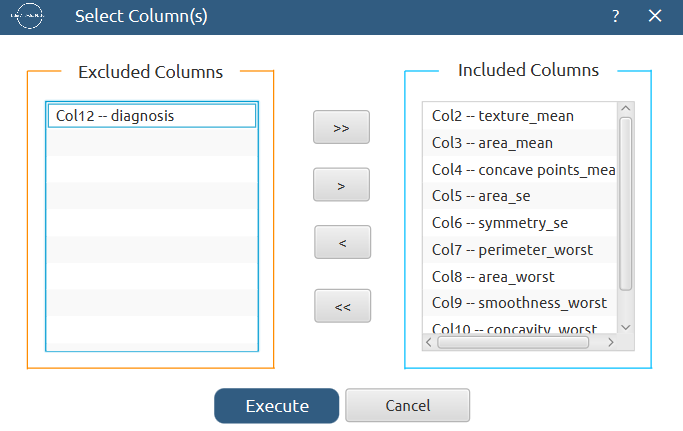 Select Column(s)
?
Excluded Columns
Included Columns
Col12 -- diagnosis
>>
>
<
<<
Col2 -- texture_mean
Col3 -- area_mean
Col4 -- concave points_mea
Col5 -- area_se
Col6 -- symmetry_se
Col7 -- perimeter_worst
Col8 -- area_worst
Col9 -- smoothness_worst
Col10 -- concavity_worst
Execute
Cancel